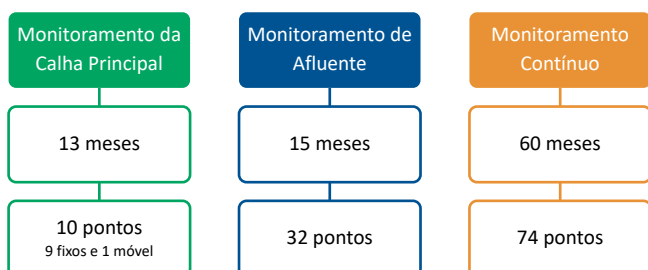 Monitoramento da
Calha Principal
13 meses
10 pontos
9 fixos e 1 móvel
Monitoramento de
Afluente
15 meses
32 pontos
Monitoramento
Contínuo
60 meses
74 pontos